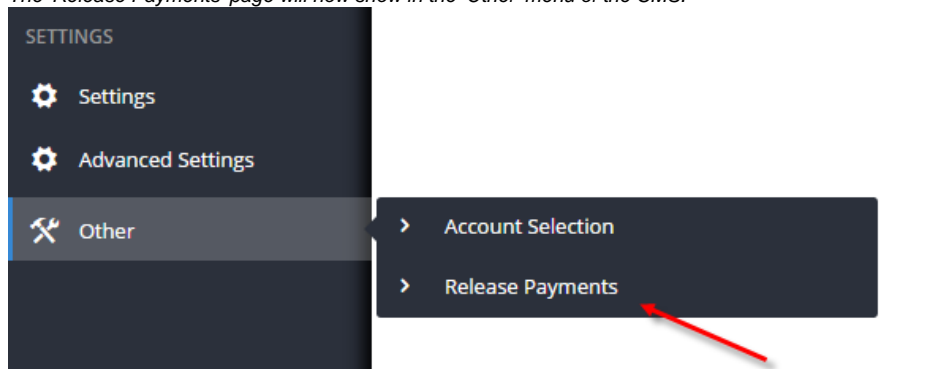 The 'Release Payments' page will now show in the 'Other' menu of the CMS.
SETTINGS
Settings
Advanced Settings
Other
Account Selection
Release Payments